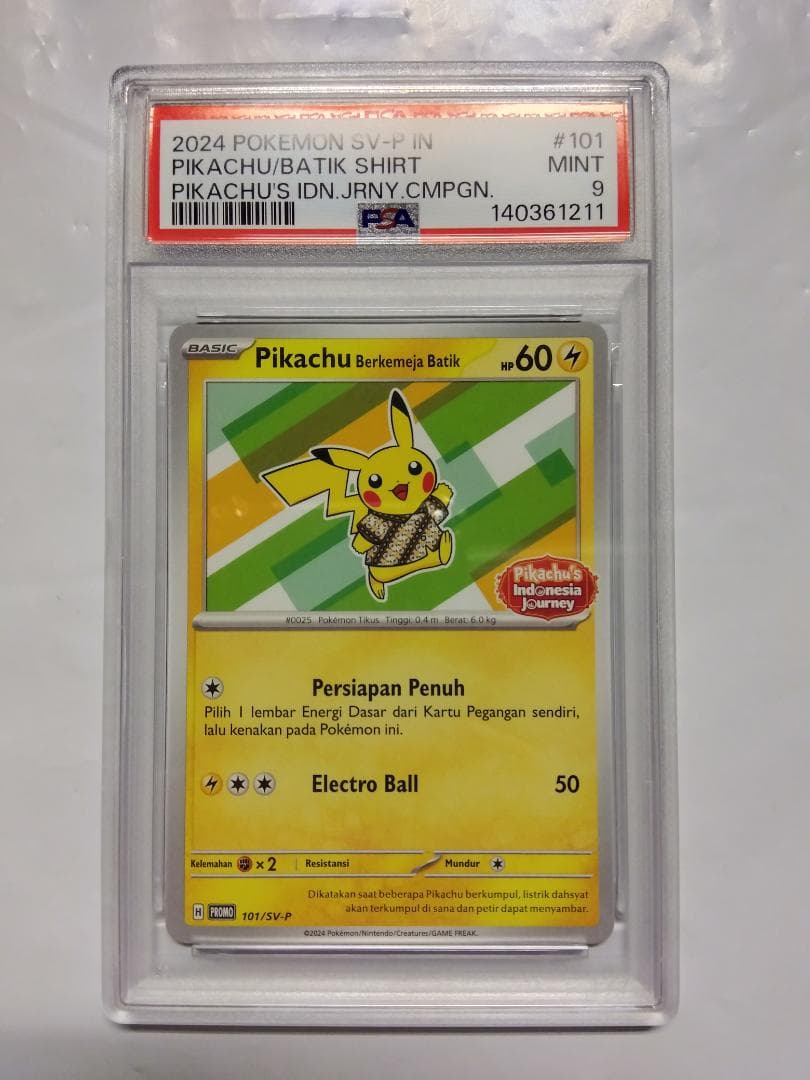 2024 POKEMON SV-P IN #101
PIKACHU/BATIK SHIRT MINT
PIKACHU'S IDN.JRNY.CMPGN. 9
PSA 140361211
BASIC Pikachu Berkemeja Batik HP 60
Pikachu's
Indonesia
Journey
#0025 Pokémon Tikus Tinggi: 0.4 m Berat: 6.0 kg
Persiapan Penuh
Pilih 1 lembar Energi Dasar dari Kartu Pegangan sendiri,
lalu kenakan pada Pokémon ini.
Electro Ball 50
Kelemahan ×2 Resistansi Mundur
Dikatakan saat beberapa Pikachu berkumpul, listrik dahsyat
akan terkumpul di sana dan petir dapat menyambar.
H PROMO 101/SV-P
©2024 Pokémon/Nintendo/Creatures/GAME FREAK.